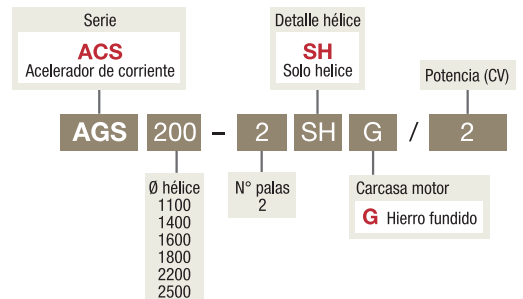 Serie
ACS
Acelerador de corriente
Detalle hélice
SH
Solo helice
Potencia (CV)
AGS 200 – 2 SH G / 2
Ø hélice
1100
1400
1600
1800
2200
2500
N° palas
2
Carcasa motor
G Hierro fundido